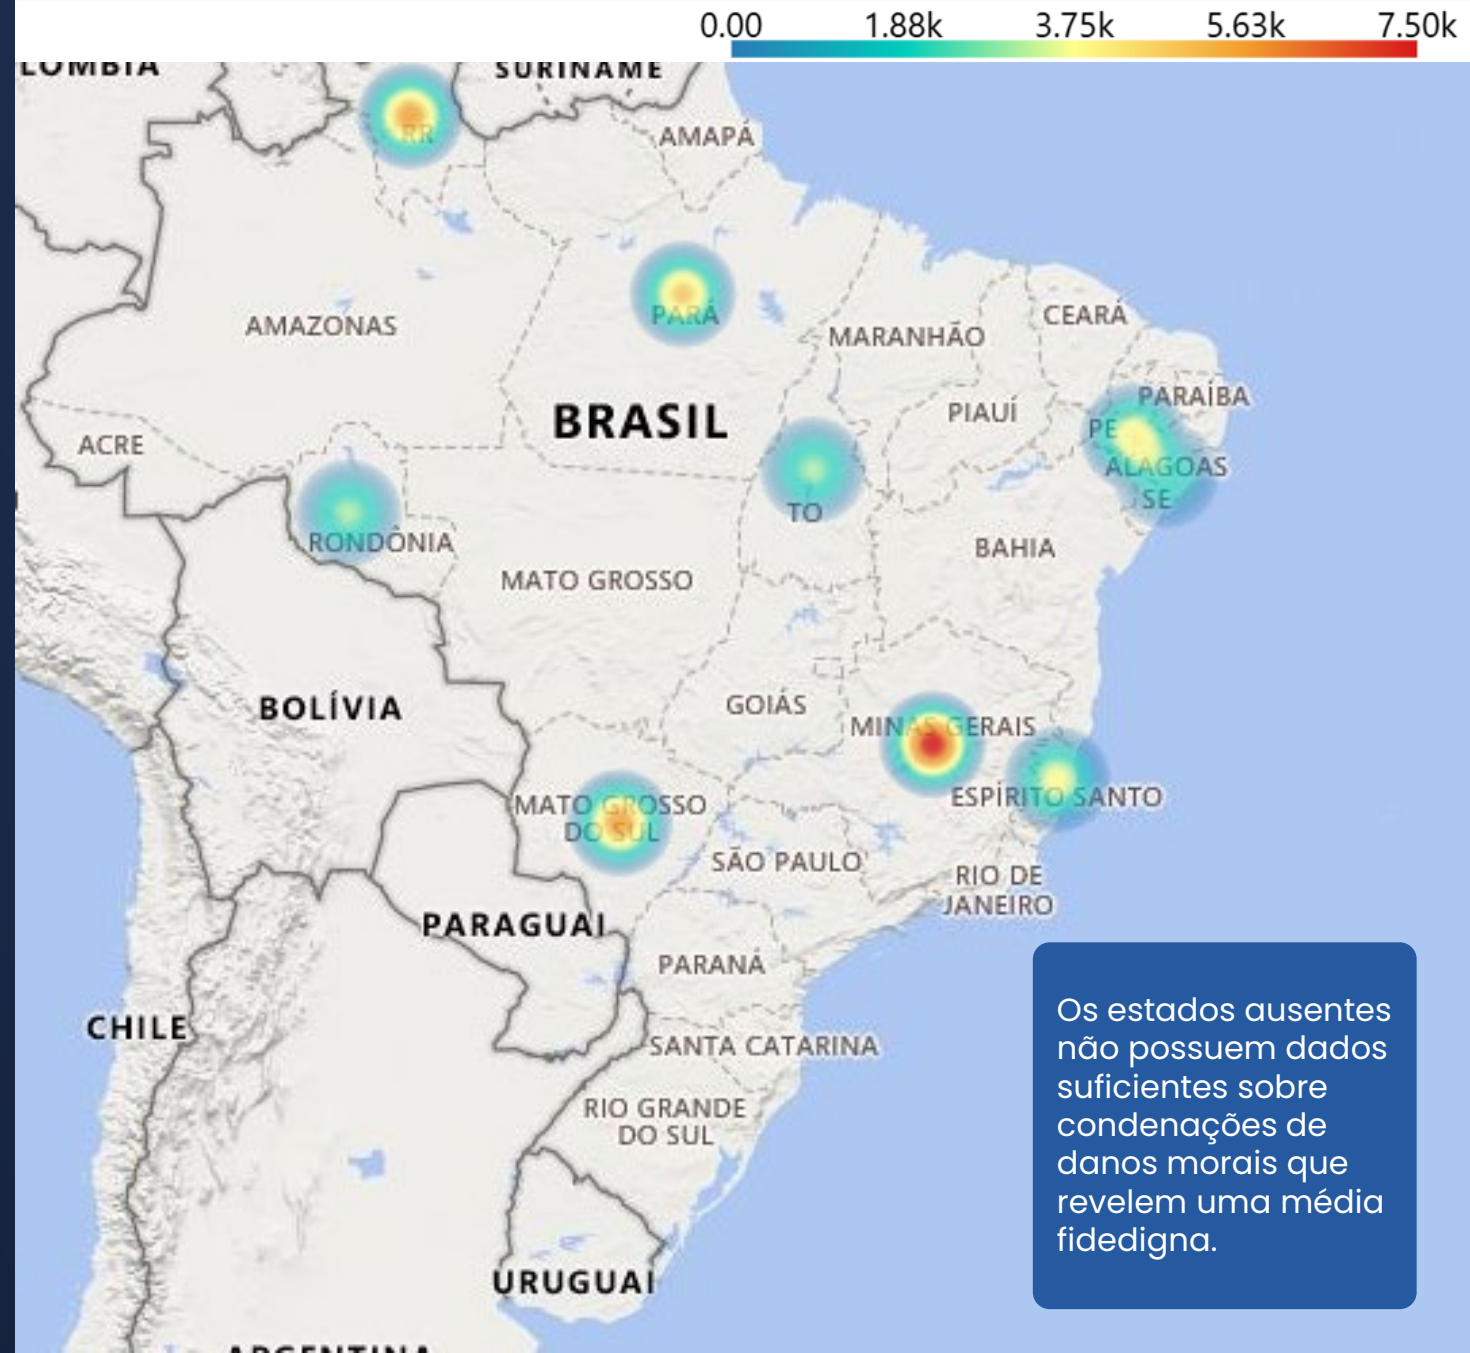 0.00 1.88k 3.75k 5.63k 7.50k
LOMBIA
SURINAME
RR
AMAPÁ
PARÁ
AMAZONAS
MARANHÃO
CEARÁ
PARAÍBA
BRASIL
PIAUÍ
PE
ACRE
ALAGOAS
SE
TO
RONDÔNIA
BAHIA
MATO GROSSO
BOLÍVIA
GOIÁS
MINAS GERAIS
ESPÍRITO SANTO
MATO GROSSO
DO SUL
SÃO PAULO
RIO DE
JANEIRO
PARAGUAI
PARANÁ
CHILE
SANTA CATARINA
RIO GRANDE
DO SUL
URUGUAI
ARGENTINA
Os estados ausentes
não possuem dados
suficientes sobre
condenações de
danos morais que
revelem uma média
fidedigna.